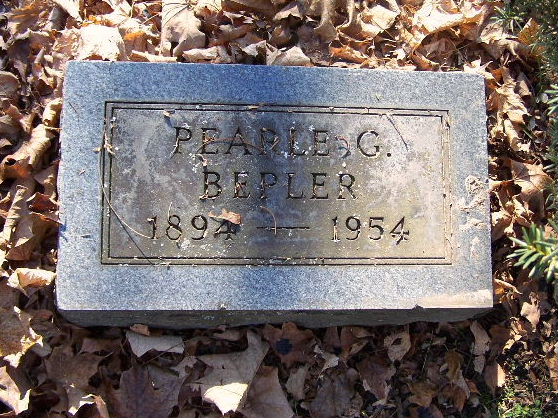 PEARLE G.
BEPLER
1894 — 1954